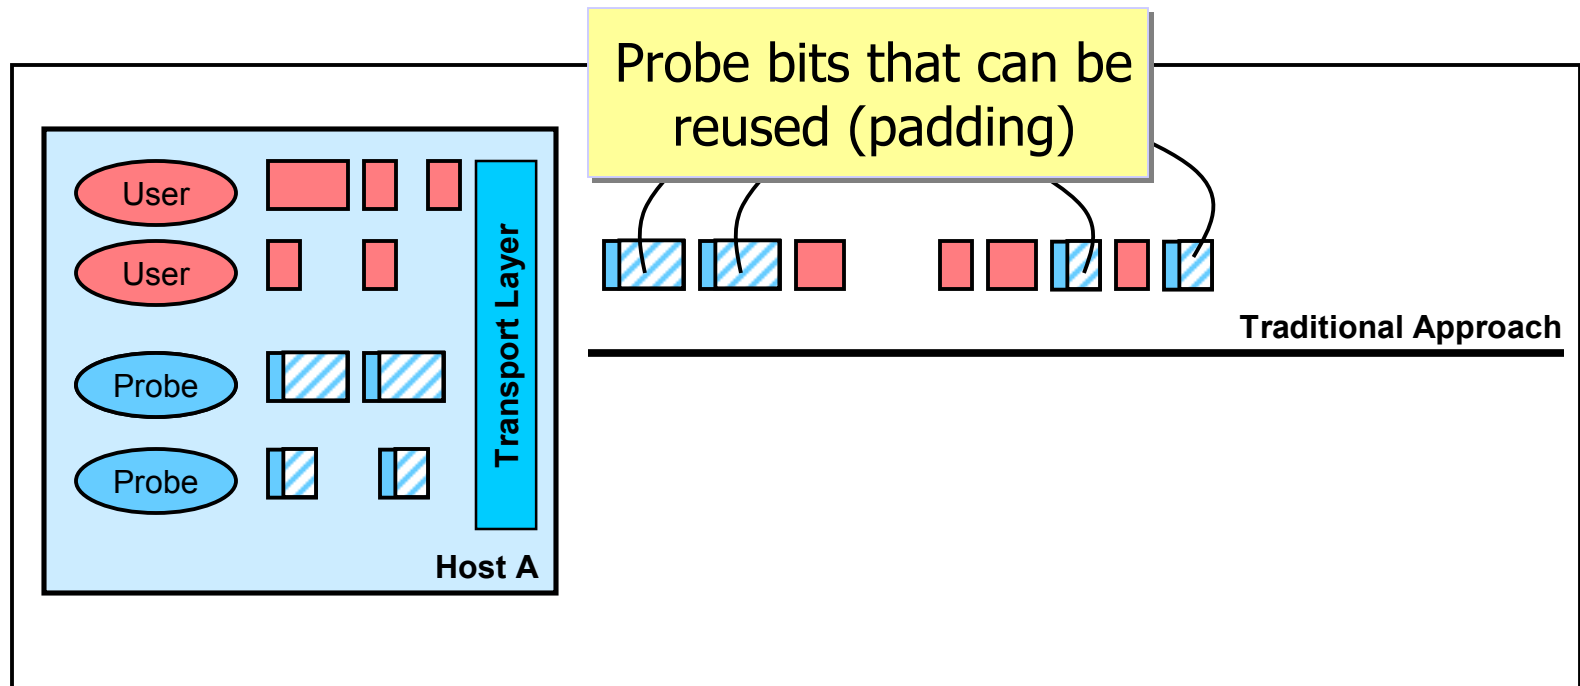 Probe bits that can be
reused (padding)
User
User
Probe
Probe
Transport Layer
Host A
Traditional Approach